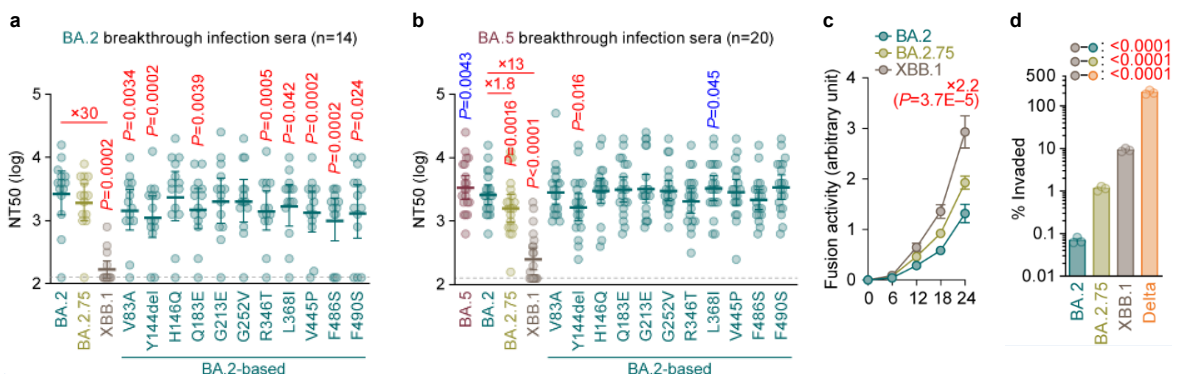 a
BA.2 breakthrough infection sera (n=14)
×30
P=0.0002
P=0.0034
P=0.0002
P=0.0039
P=0.0005
P=0.042
P=0.0002
P=0.0002
P=0.024
NT50 (log)
5
4
3
2
BA.2
BA.2.75
XBB.1
V83A
Y144del
H146Q
Q183E
G213E
G252V
R346T
L368I
V445P
F486S
F490S
BA.2-based
b
BA.5 breakthrough infection sera (n=20)
×13
×1.8
P=0.0043
P=0.0016
P<0.0001
P=0.016
P=0.045
NT50 (log)
5
4
3
2
BA.5
BA.2
BA.2.75
XBB.1
V83A
Y144del
H146Q
Q183E
G213E
G252V
R346T
L368I
V445P
F486S
F490S
BA.2-based
c
BA.2
BA.2.75
XBB.1
×2.2
(P=3.7E–5)
Fusion activity (arbitrary unit)
4
3
2
1
0
0 6 12 18 24
d
: <0.0001
: <0.0001
: <0.0001
% Invaded
500
100
10
1
0.1
0.01
BA.2
BA.2.75
XBB.1
Delta